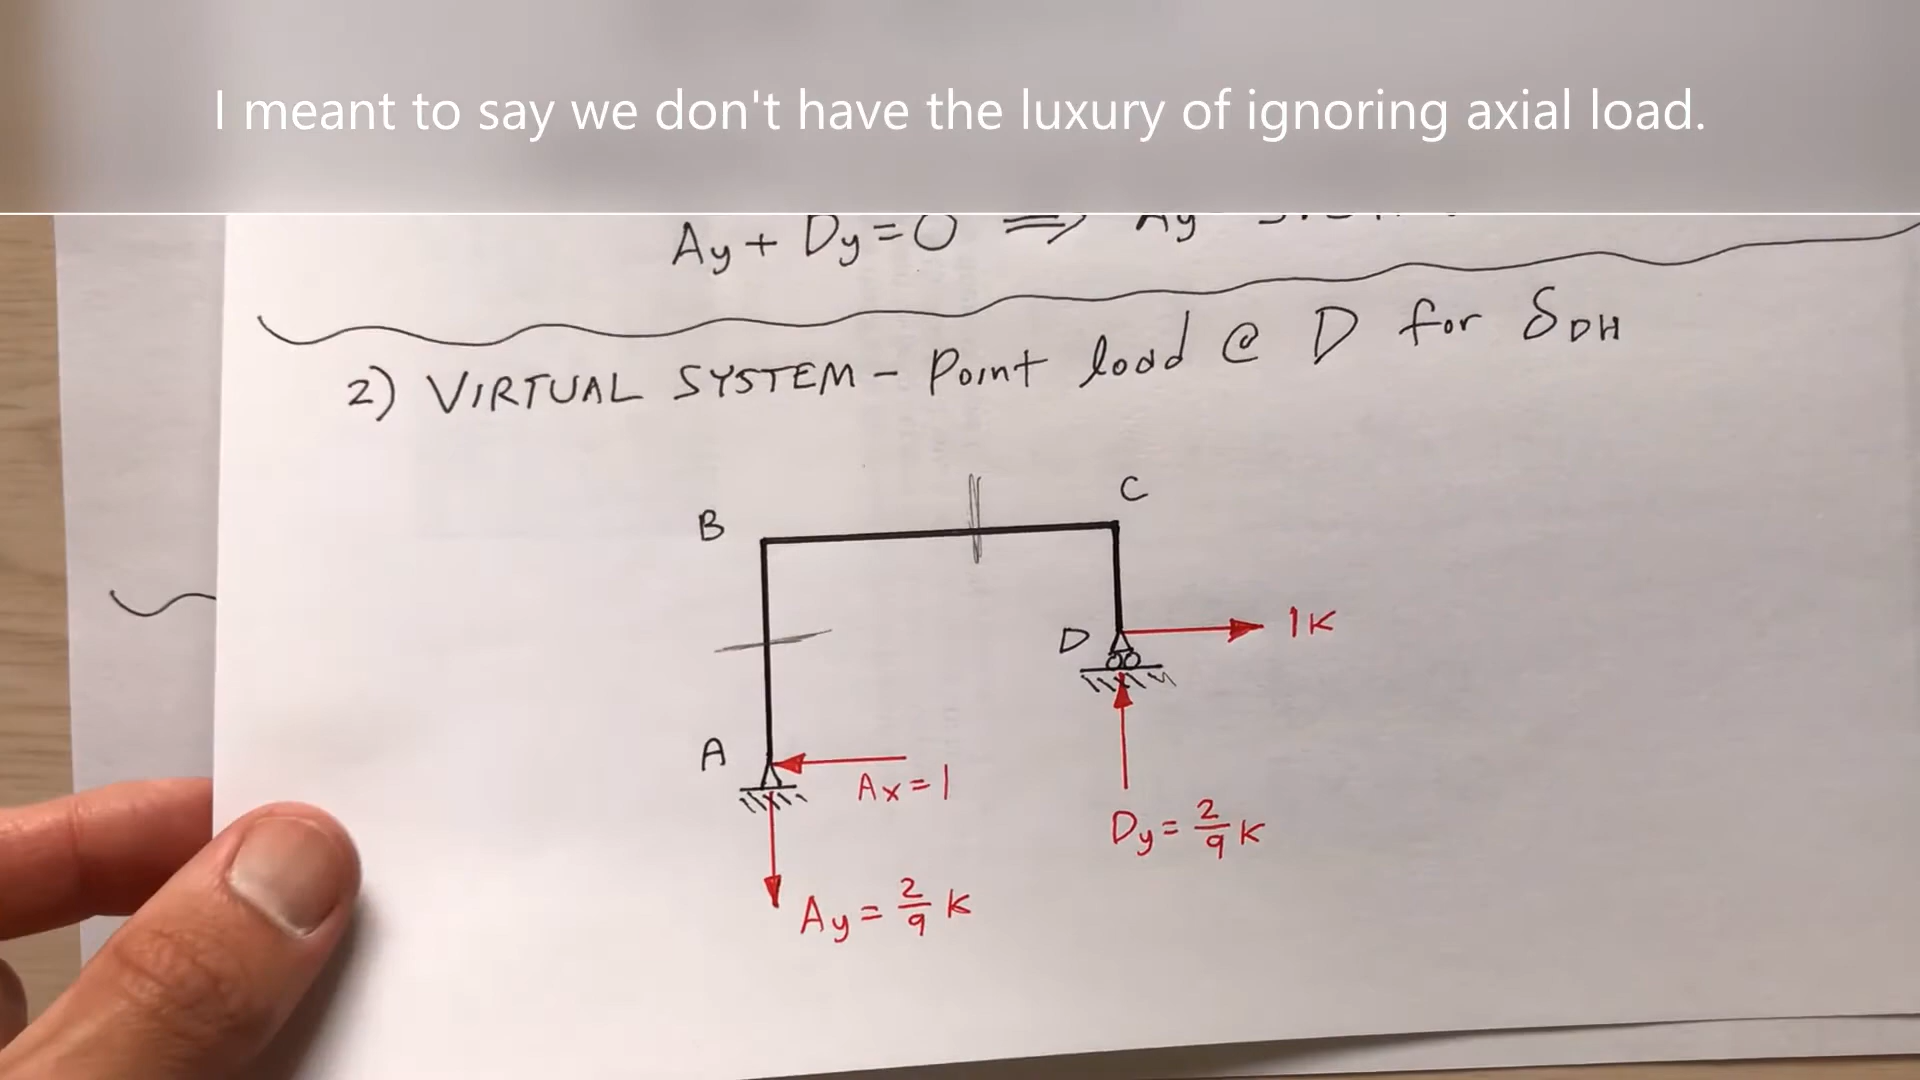 I meant to say we don't have the luxury of ignoring axial load.
Ay + Dy = 0 ⇒ Ay
2) VIRTUAL SYSTEM - Point load @ D for δDH
C
B
1K
D
A
Ax = 1
Dy = 2/9 K
Ay = 2/9 K